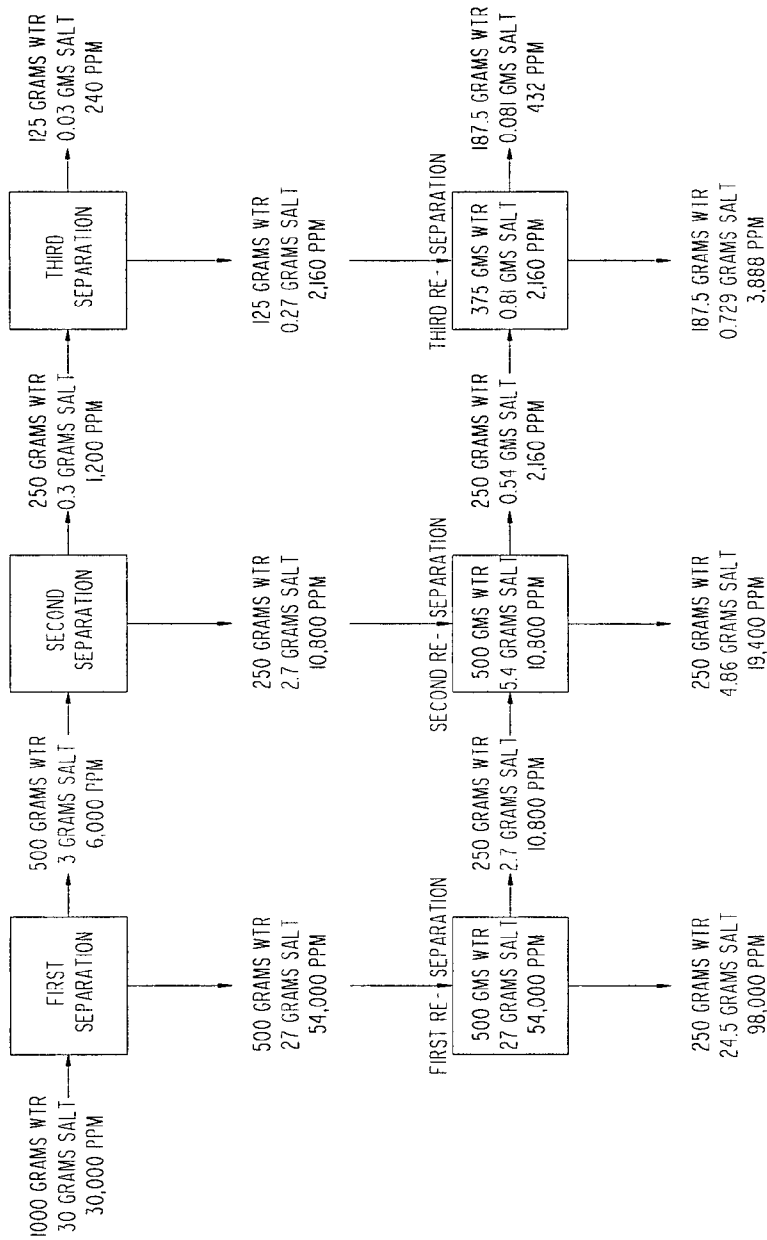 1000 GRAMS WTR
30 GRAMS SALT
30,000 PPM
FIRST
SEPARATION
500 GRAMS WTR
3 GRAMS SALT
6,000 PPM
SECOND
SEPARATION
250 GRAMS WTR
0.3 GRAMS SALT
1,200 PPM
THIRD
SEPARATION
125 GRAMS WTR
0.03 GMS SALT
240 PPM
500 GRAMS WTR
27 GRAMS SALT
54,000 PPM
250 GRAMS WTR
2.7 GRAMS SALT
10,800 PPM
125 GRAMS WTR
0.27 GRAMS SALT
2,160 PPM
FIRST RE- SEPARATION
500 GMS WTR
27 GRAMS SALT
54,000 PPM
250 GRAMS WTR
2.7 GRAMS SALT
10,800 PPM
SECOND RE- SEPARATION
500 GMS WTR
5.4 GRAMS SALT
10,800 PPM
250 GRAMS WTR
0.54 GMS SALT
2,160 PPM
THIRD RE- SEPARATION
375 GMS WTR
0.81 GMS SALT
2,160 PPM
187.5 GRAMS WTR
0.081 GMS SALT
432 PPM
250 GRAMS WTR
24.5 GRAMS SALT
98,000 PPM
250 GRAMS WTR
4.86 GRAMS SALT
19,400 PPM
187.5 GRAMS WTR
0.729 GRAMS SALT
3,888 PPM